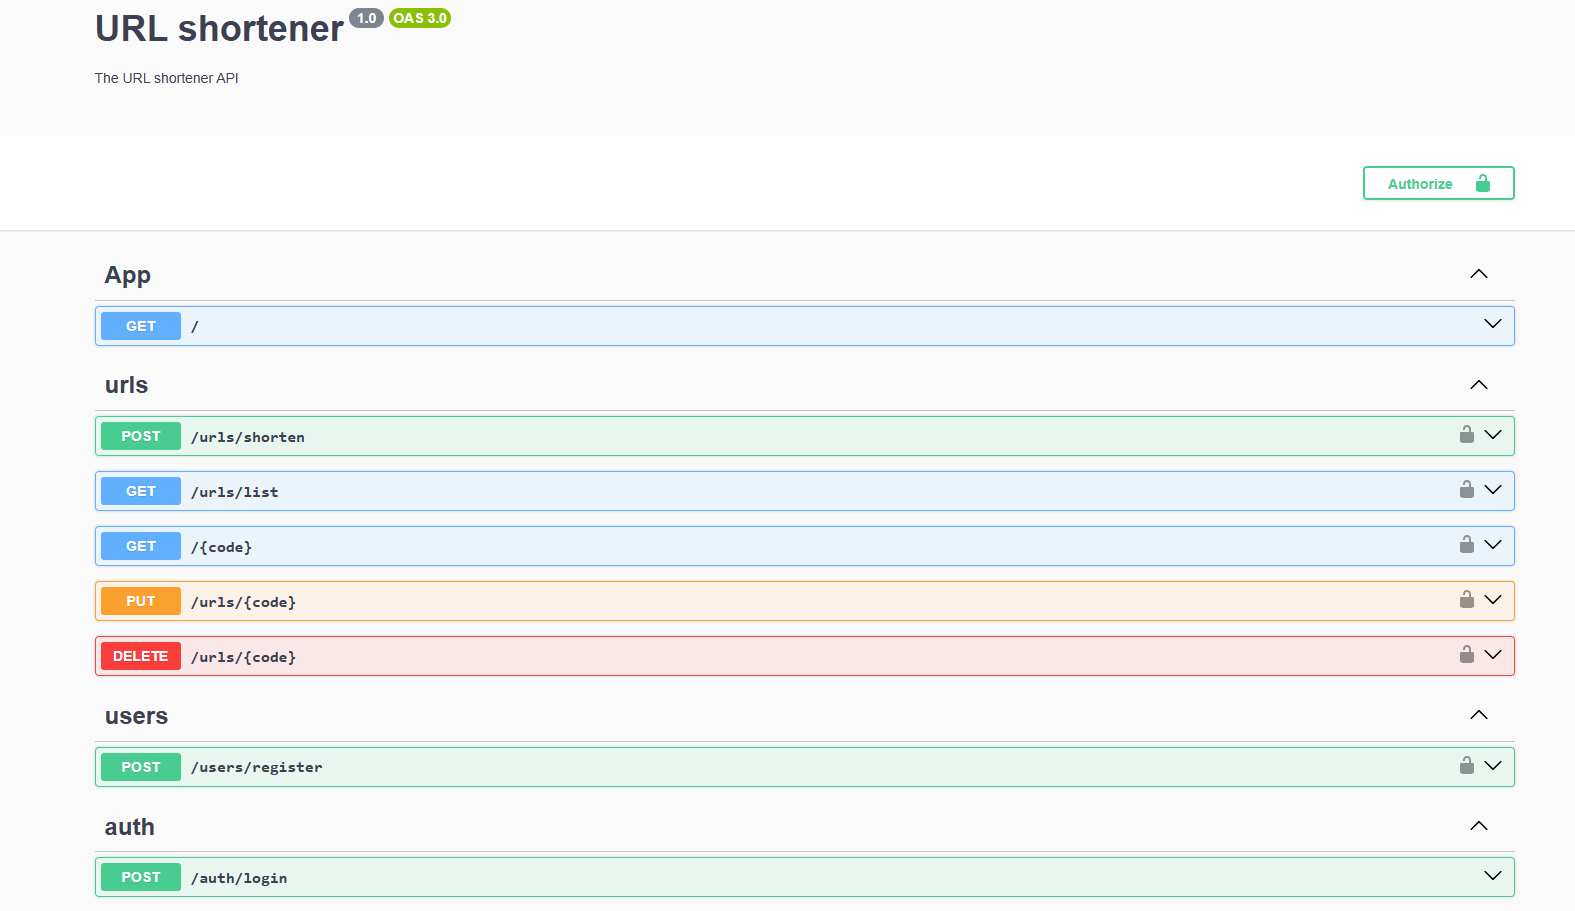 URL shortener 1.0 OAS 3.0
The URL shortener API
Authorize
App
GET /
urls
POST /urls/shorten
GET /urls/list
GET /{code}
PUT /urls/{code}
DELETE /urls/{code}
users
POST /users/register
auth
POST /auth/login